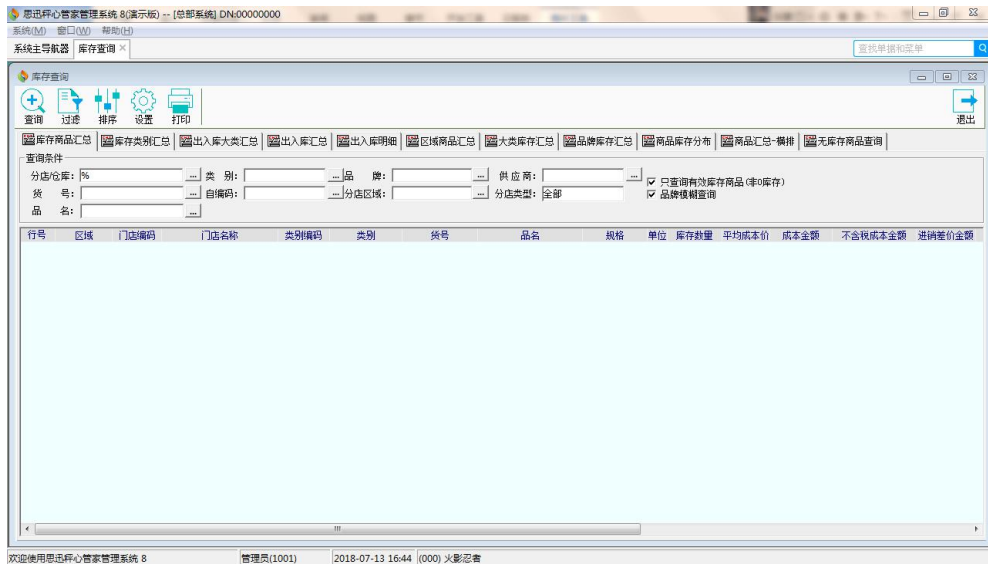 思迅秤心管家管理系统 8(演示版) -- [总部系统] DN:00000000
系统(M) 窗口(W) 帮助(H)
系统主导航器 库存查询 查找单据和菜单
库存查询
查询 过滤 排序 设置 打印 退出
库存商品汇总 库存类别汇总 出入库大类汇总 出入库汇总 出入库明细 区域商品汇总 大类库存汇总 品牌库存汇总 商品库存分布 商品汇总-横排 无库存商品查询
查询条件
分店/仓库: % ... 类 别: ... 品 牌: ... 供应商: ... 只查询有效库存商品(非0库存)
货 号: ... 自编码: ... 分店区域: ... 分店类型: 全部 品牌模糊查询
品 名: ...
行号 区域 门店编码 门店名称 类别编码 类别 货号 品名 规格 单位 库存数量 平均成本价 成本金额 不含税成本金额 进销差价金额
欢迎使用思迅秤心管家管理系统 8 管理员(1001) 2018-07-13 16:44 (000) 火影忍者